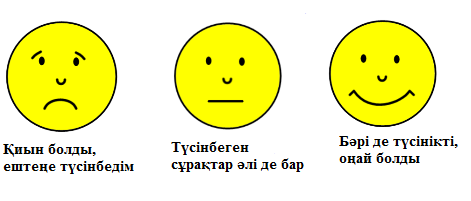 Қиын болды,
ештеңе түсінбедім
Түсінбеген
сұрақтар әлі де бар
Бәрі де түсінікті,
оңай болды